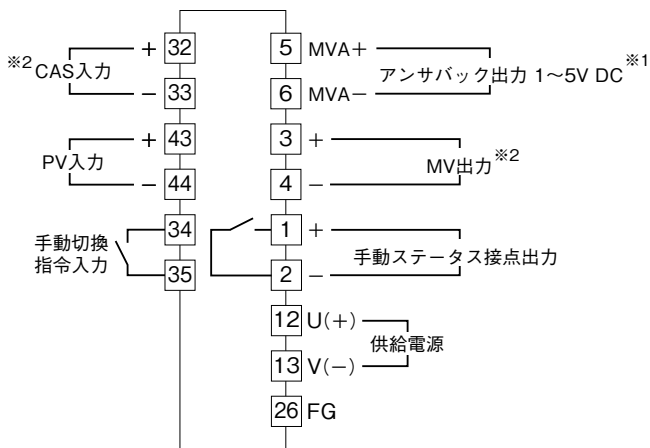 ※2 CAS入力
+ 32
− 33
PV入力
+ 43
− 44
手動切換
指令入力
34
35
5 MVA+
6 MVA−
アンサバック出力 1〜5V DC※1
3 +
4 −
MV出力※2
1 +
2 −
手動ステータス接点出力
12 U(+)
13 V(−)
供給電源
26 FG